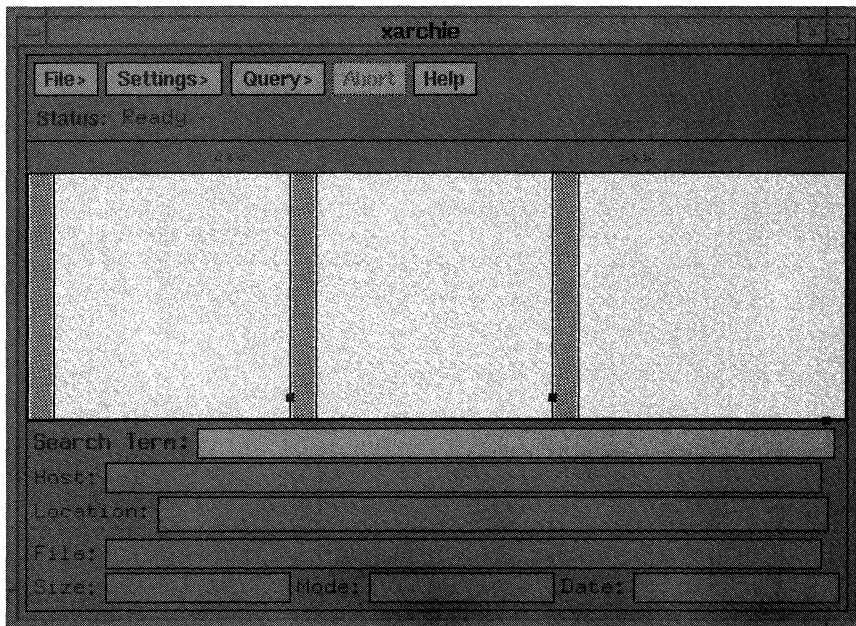 xarchie
File> Settings> Query> Abort Help
Status: Ready
<<< >>>
Search Term:
Host:
Location:
File:
Size: Mode: Date: